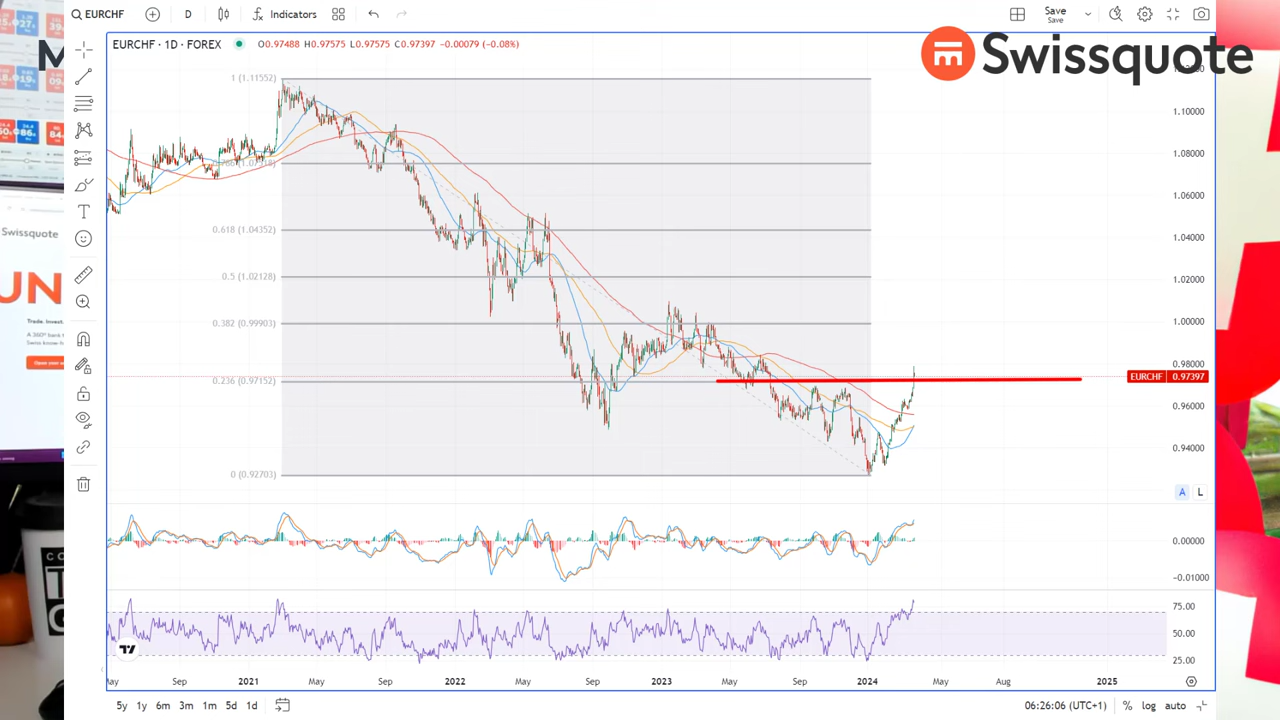 EURCHF
D
Indicators
Save
Save
EURCHF · 1D · FOREX
O0.97488 H0.97575 L0.97575 C0.97397 −0.00079 (−0.08%)
Swissquote
1 (1.11552)
0.618 (1.04352)
0.5 (1.02128)
0.382 (0.99903)
0.236 (0.97152)
0 (0.92703)
1.10000
1.08000
1.06000
1.04000
1.02000
1.00000
0.98000
EURCHF 0.97397
0.96000
0.94000
A L
0.00000
−0.01000
75.00
50.00
25.00
Sep 2021 May Sep 2022 May Sep 2023 May Sep 2024 May Aug 2025
5y 1y 6m 3m 1m 5d 1d
06:26:06 (UTC+1) % log auto
Swissquote
UN
Trade. Invest.